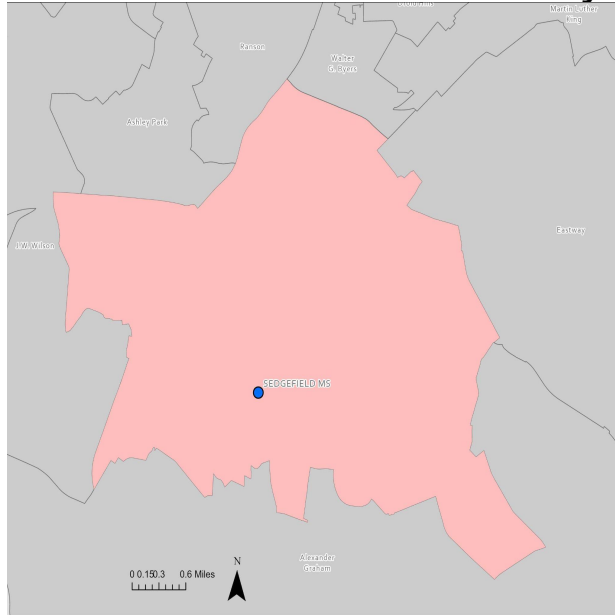 Martin Luther
King
Ranson
Walter
G. Byers
Ashley Park
Eastway
J.W. Wilson
SEDGEFIELD MS
Alexander
Graham
0 0.150.3 0.6 Miles
N